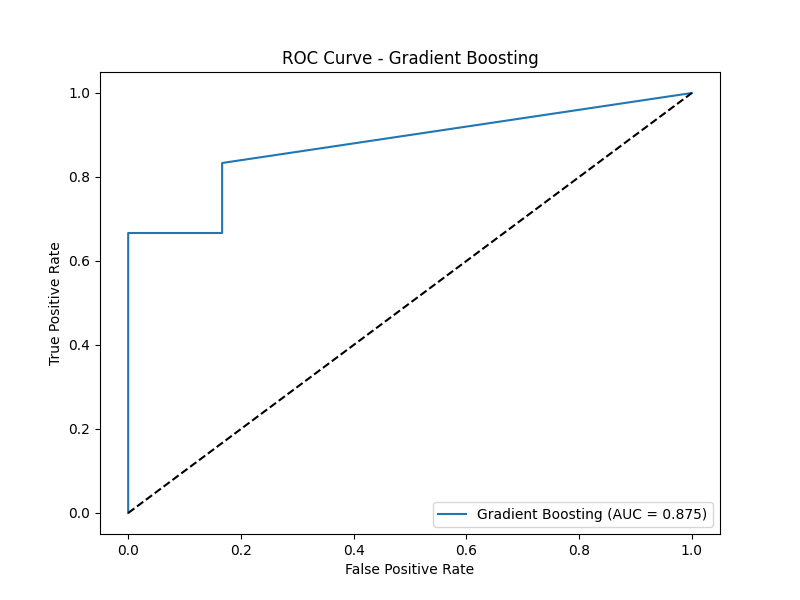 ROC Curve - Gradient Boosting
1.0
0.8
0.6
0.4
0.2
0.0
True Positive Rate
0.0 0.2 0.4 0.6 0.8 1.0
False Positive Rate
Gradient Boosting (AUC = 0.875)